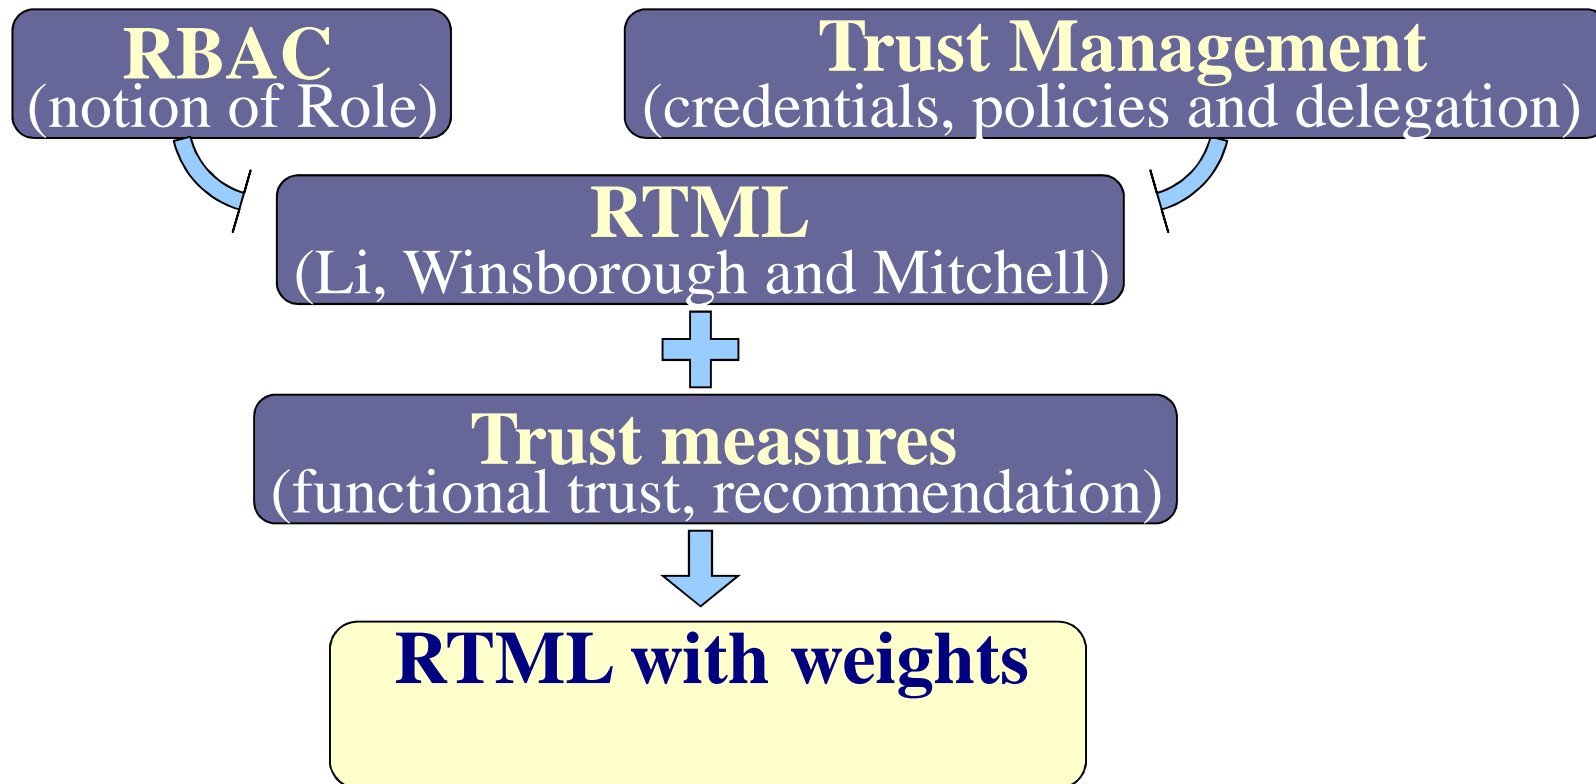 RBAC
(notion of Role)
Trust Management
(credentials, policies and delegation)
RTML
(Li, Winsborough and Mitchell)
Trust measures
(functional trust, recommendation)
RTML with weights